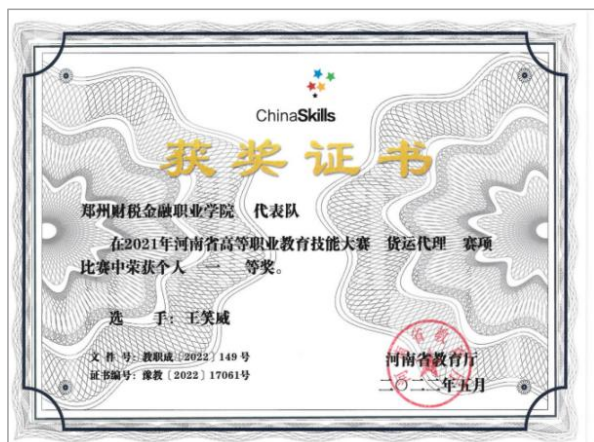 ChinaSkills
获奖证书
郑州财税金融职业学院 代表队
在2021年河南省高等职业教育技能大赛 货运代理 赛项
比赛中荣获个人 一 等奖。
选 手：王笑威
文 件 号：教职成〔2022〕149号
证书编号：豫教〔2022〕17061号
河南省教育厅
二〇二二年五月